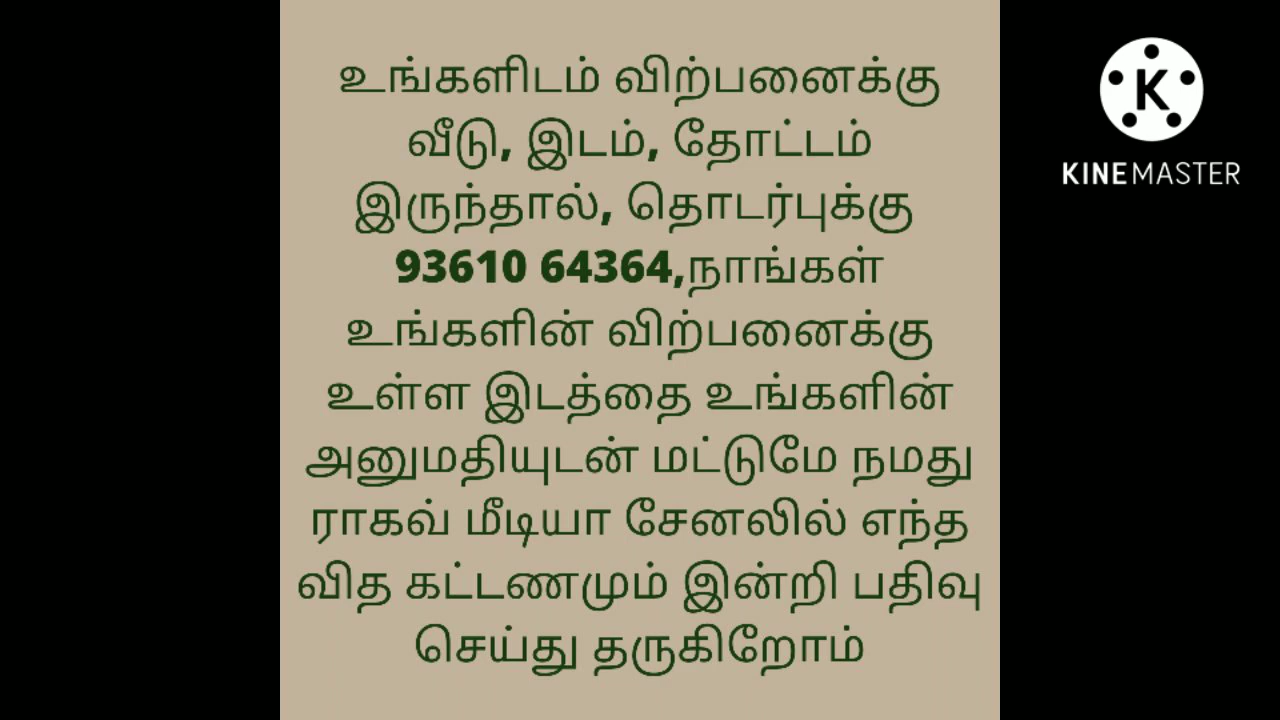 உங்களிடம் விற்பனைக்கு
வீடு, இடம், தோட்டம்
இருந்தால், தொடர்புக்கு
93610 64364,நாங்கள்
உங்களின் விற்பனைக்கு
உள்ள இடத்தை உங்களின்
அனுமதியுடன் மட்டுமே நமது
ராகவ் மீடியா சேனலில் எந்த
வித கட்டணமும் இன்றி பதிவு
செய்து தருகிறோம்
K
KINEMASTER